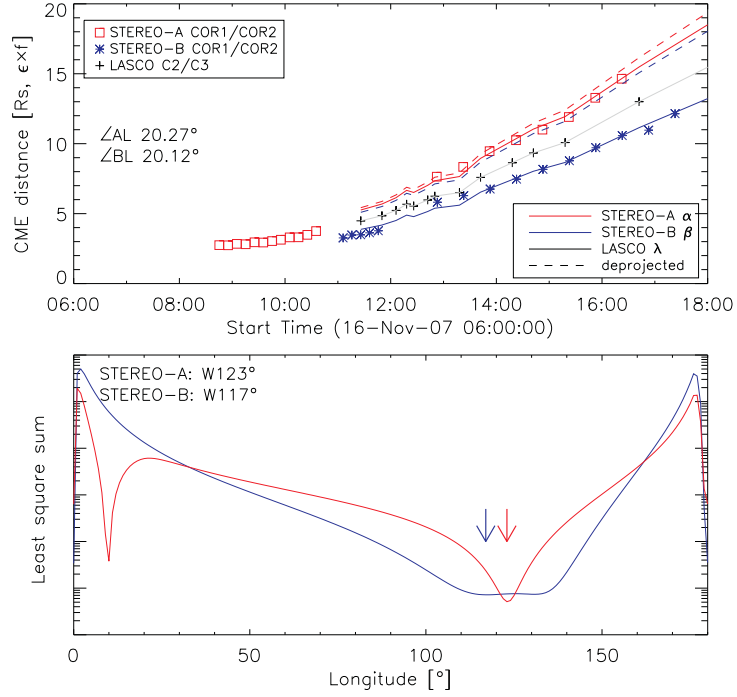 CME distance [Rs, ϵ×f]
20
15
10
5
0
STEREO-A COR1/COR2
STEREO-B COR1/COR2
LASCO C2/C3
∠AL 20.27°
∠BL 20.12°
STEREO-A α
STEREO-B β
LASCO λ
deprojected
06:00 08:00 10:00 12:00 14:00 16:00 18:00
Start Time (16-Nov-07 06:00:00)
Least square sum
STEREO-A: W123°
STEREO-B: W117°
0 50 100 150
Longitude [°]